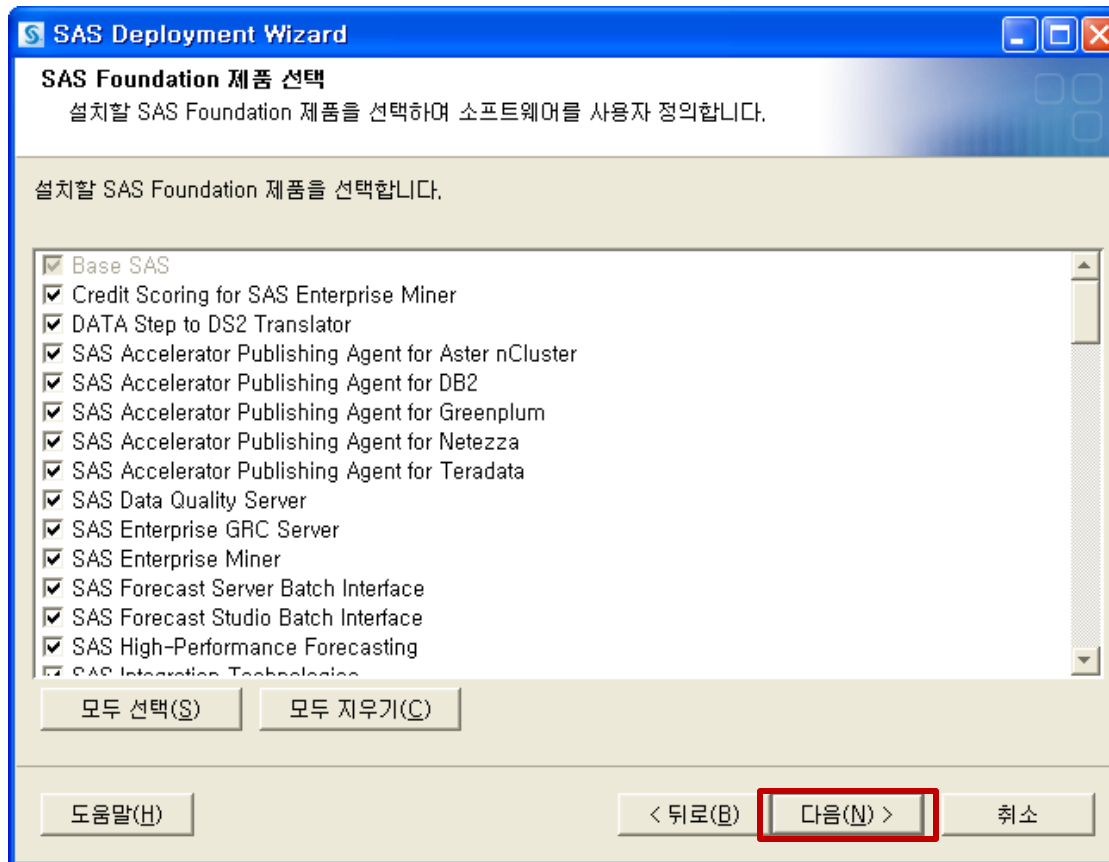 SAS Deployment Wizard
SAS Foundation 제품 선택
설치할 SAS Foundation 제품을 선택하여 소프트웨어를 사용자 정의합니다.
설치할 SAS Foundation 제품을 선택합니다.
Base SAS
Credit Scoring for SAS Enterprise Miner
DATA Step to DS2 Translator
SAS Accelerator Publishing Agent for Aster nCluster
SAS Accelerator Publishing Agent for DB2
SAS Accelerator Publishing Agent for Greenplum
SAS Accelerator Publishing Agent for Netezza
SAS Accelerator Publishing Agent for Teradata
SAS Data Quality Server
SAS Enterprise GRC Server
SAS Enterprise Miner
SAS Forecast Server Batch Interface
SAS Forecast Studio Batch Interface
SAS High-Performance Forecasting
SAS Integration Technologies
모두 선택(S) 모두 지우기(C)
도움말(H) < 뒤로(B) 다음(N) > 취소